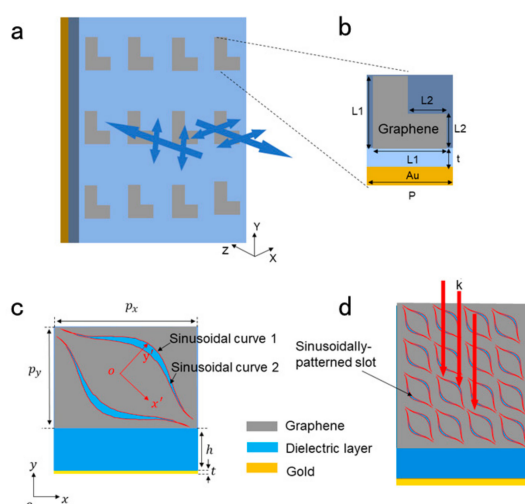 a
b
L1
L2
Graphene
L2
L1
t
Au
P
Y
Z
X
c
d
pₓ
k
Sinusoidal curve 1
y'
p_y
o
Sinusoidal curve 2
Sinusoidally-
patterned slot
x'
Graphene
Dielectric layer
h
Gold
y
t
x